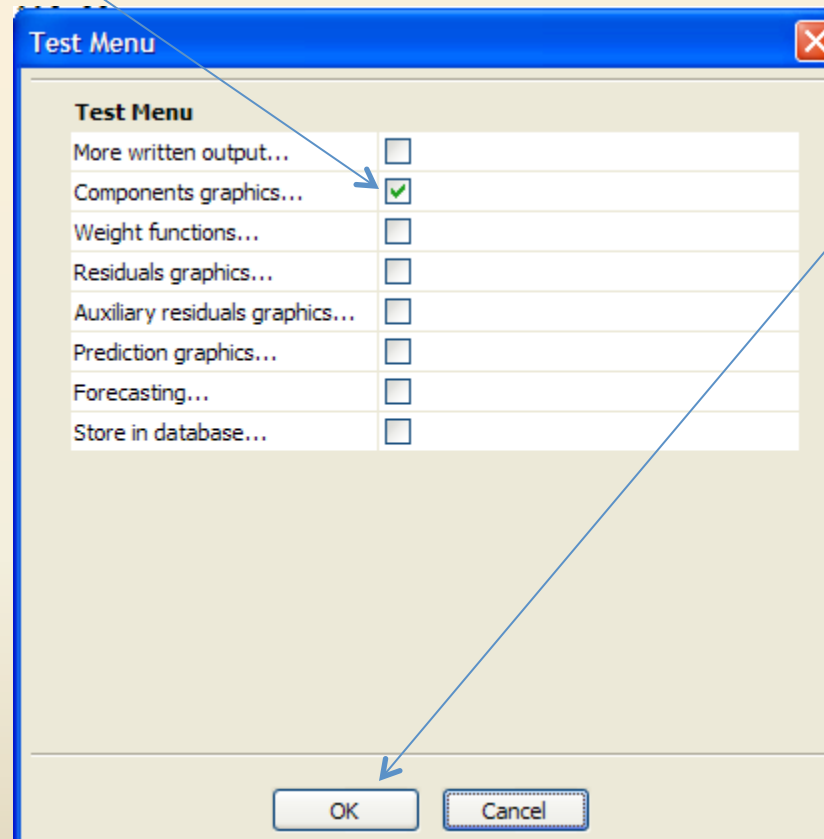 Test Menu
Test Menu
More written output...
Components graphics...
Weight functions...
Residuals graphics...
Auxiliary residuals graphics...
Prediction graphics...
Forecasting...
Store in database...
OK
Cancel